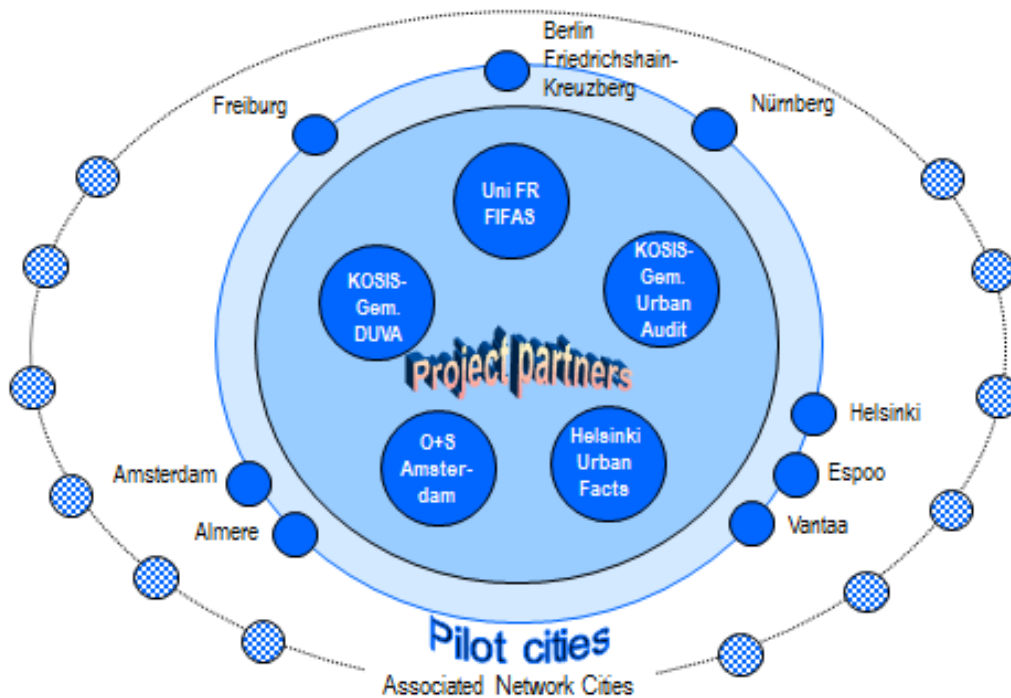 Berlin
Friedrichshain-
Kreuzberg
Freiburg
Nürnberg
Uni FR
FIFAS
KOSIS-
Gem.
DUVA
KOSIS-
Gem.
Urban
Audit
Project partners
O+S
Amster-
dam
Helsinki
Urban
Facts
Helsinki
Espoo
Vantaa
Amsterdam
Almere
Pilot cities
Associated Network Cities